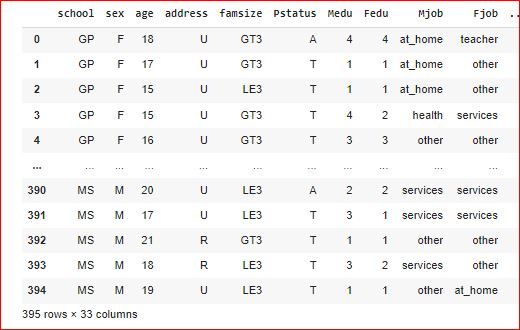 school sex age address famsize Pstatus Medu Fedu Mjob Fjob ..
0 GP F 18 U GT3 A 4 4 at_home teacher
1 GP F 17 U GT3 T 1 1 at_home other
2 GP F 15 U LE3 T 1 1 at_home other
3 GP F 15 U GT3 T 4 2 health services
4 GP F 16 U GT3 T 3 3 other other
... ... ... ... ... ... ... ... ... ... ...
390 MS M 20 U LE3 A 2 2 services services
391 MS M 17 U LE3 T 3 1 services services
392 MS M 21 R GT3 T 1 1 other other
393 MS M 18 R LE3 T 3 2 services other
394 MS M 19 U LE3 T 1 1 other at_home
395 rows × 33 columns